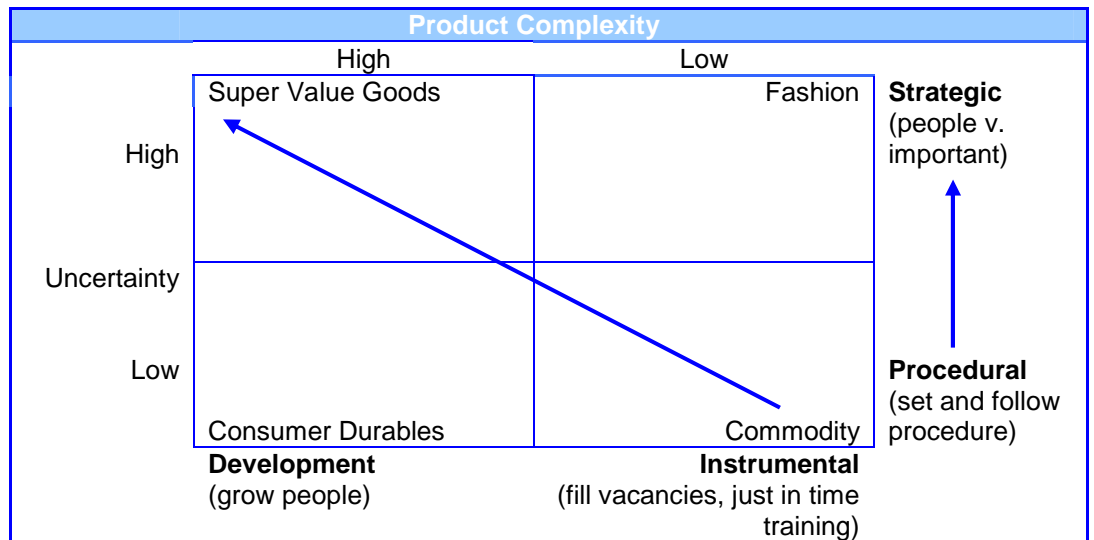 Product Complexity
High Low
Super Value Goods Fashion Strategic
(people v.
High important)
Uncertainty
Low Procedural
(set and follow
Consumer Durables Commodity procedure)
Development Instrumental
(grow people) (fill vacancies, just in time
training)